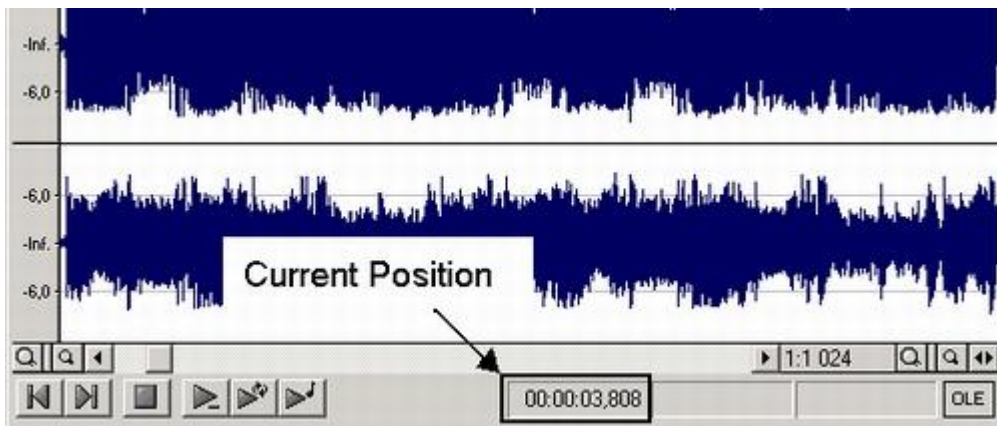 -Inf.
-6,0
-6,0
-Inf.
Current Position
-6,0
1:1 024
00:00:03,808
OLE